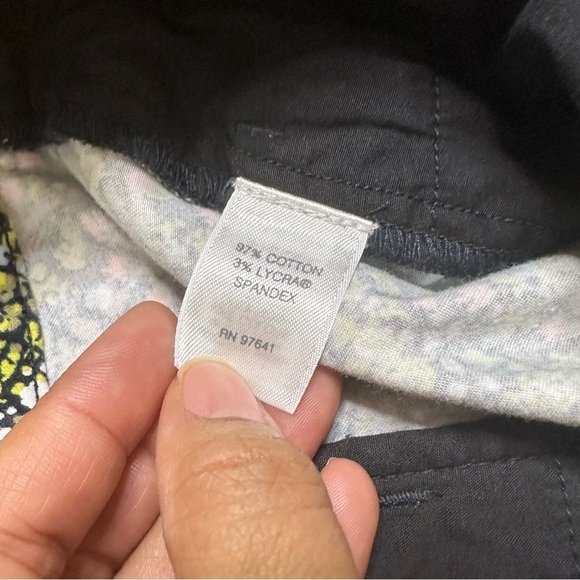 97% COTTON
3% LYCRA®
SPANDEX
RN 97641